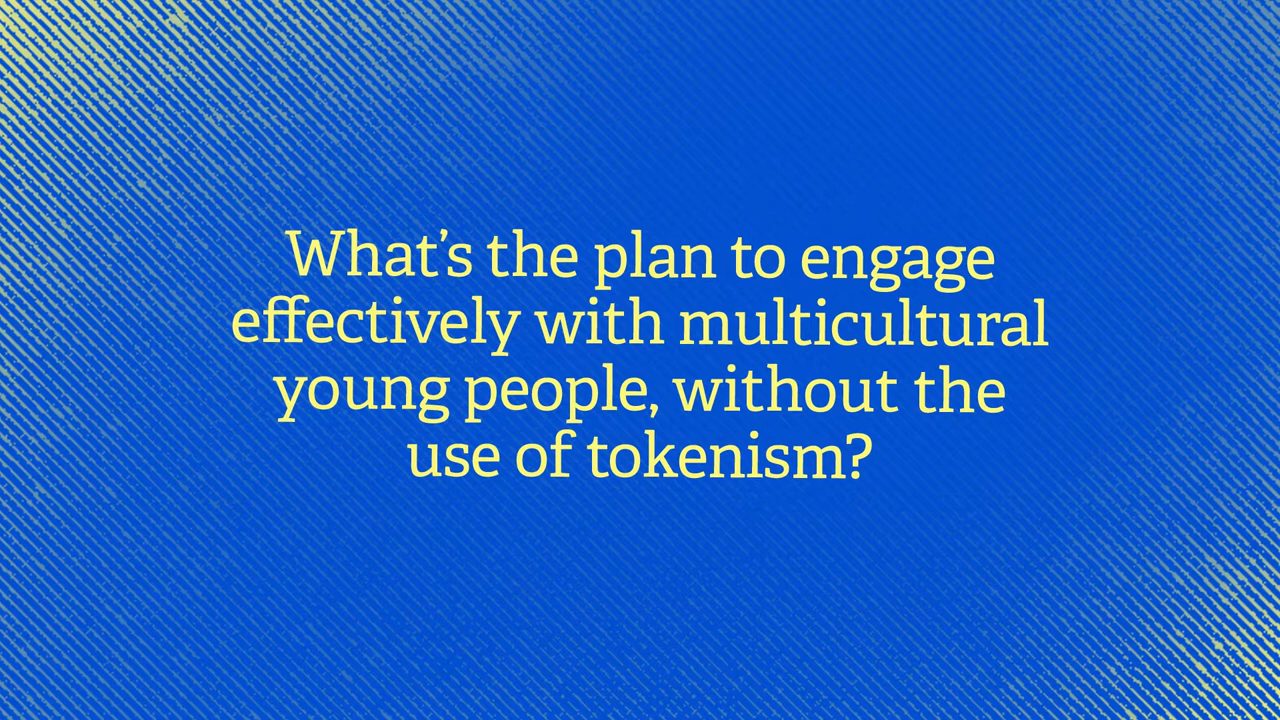 What’s the plan to engage
effectively with multicultural
young people, without the
use of tokenism?